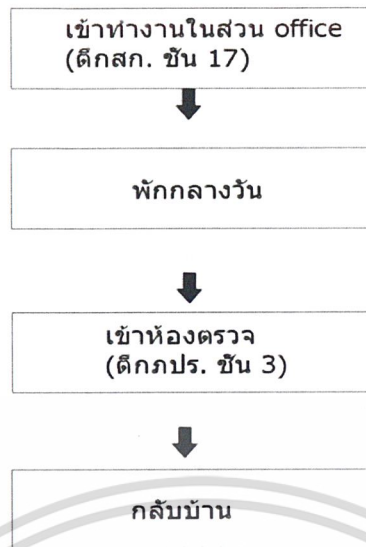 เข้าทำงานในส่วน office
(ตึกสก. ชั้น 17)
พักกลางวัน
เข้าห้องตรวจ
(ตึกภปร. ชั้น 3)
กลับบ้าน